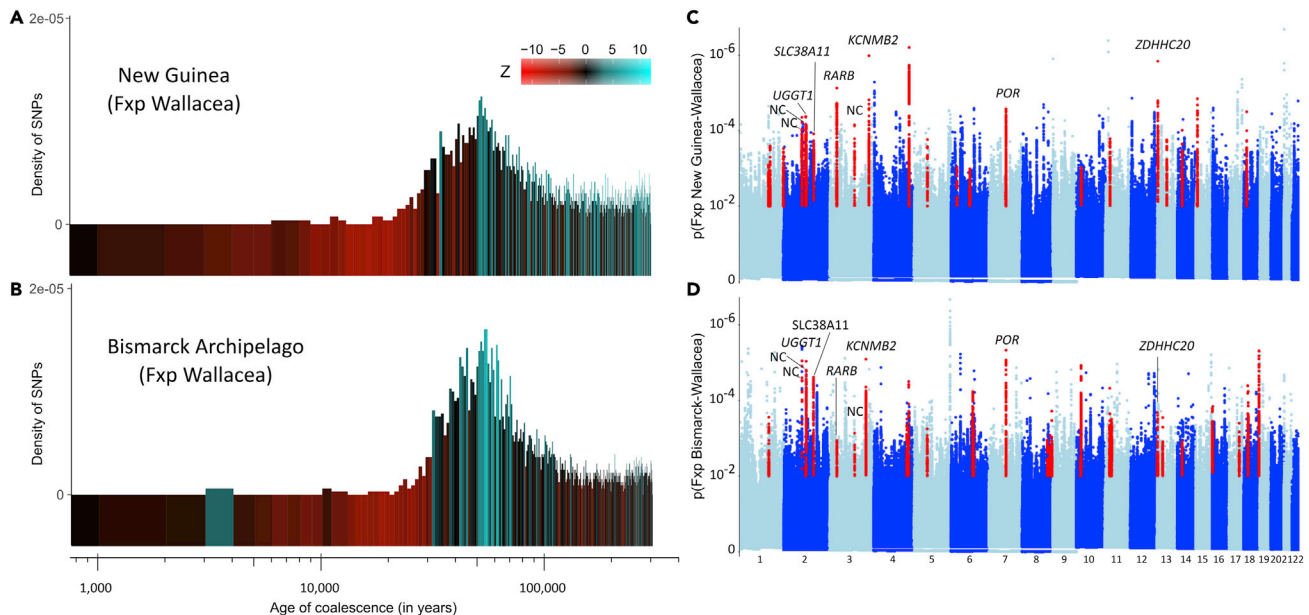 A
2e-05
Density of SNPs
0
New Guinea
(Fxp Wallacea)
−10 −5 0 5 10
Z
B
2e-05
Density of SNPs
0
Bismarck Archipelago
(Fxp Wallacea)
1,000 10,000 100,000
Age of coalescence (in years)
C
p(Fxp New Guinea-Wallacea)
10-6
10-4
10-2
0
KCNMB2
ZDHHC20
SLC38A11
RARB
UGGT1
NC
NC
NC
POR
D
p(Fxp Bismarck-Wallacea)
10-6
10-4
10-2
0
SLC38A11
UGGT1
KCNMB2
POR
ZDHHC20
NC
NC
RARB
NC
1 2 3 4 5 6 7 8 9 10 11 12 13 14 15 16 17 18 19 20 21 22